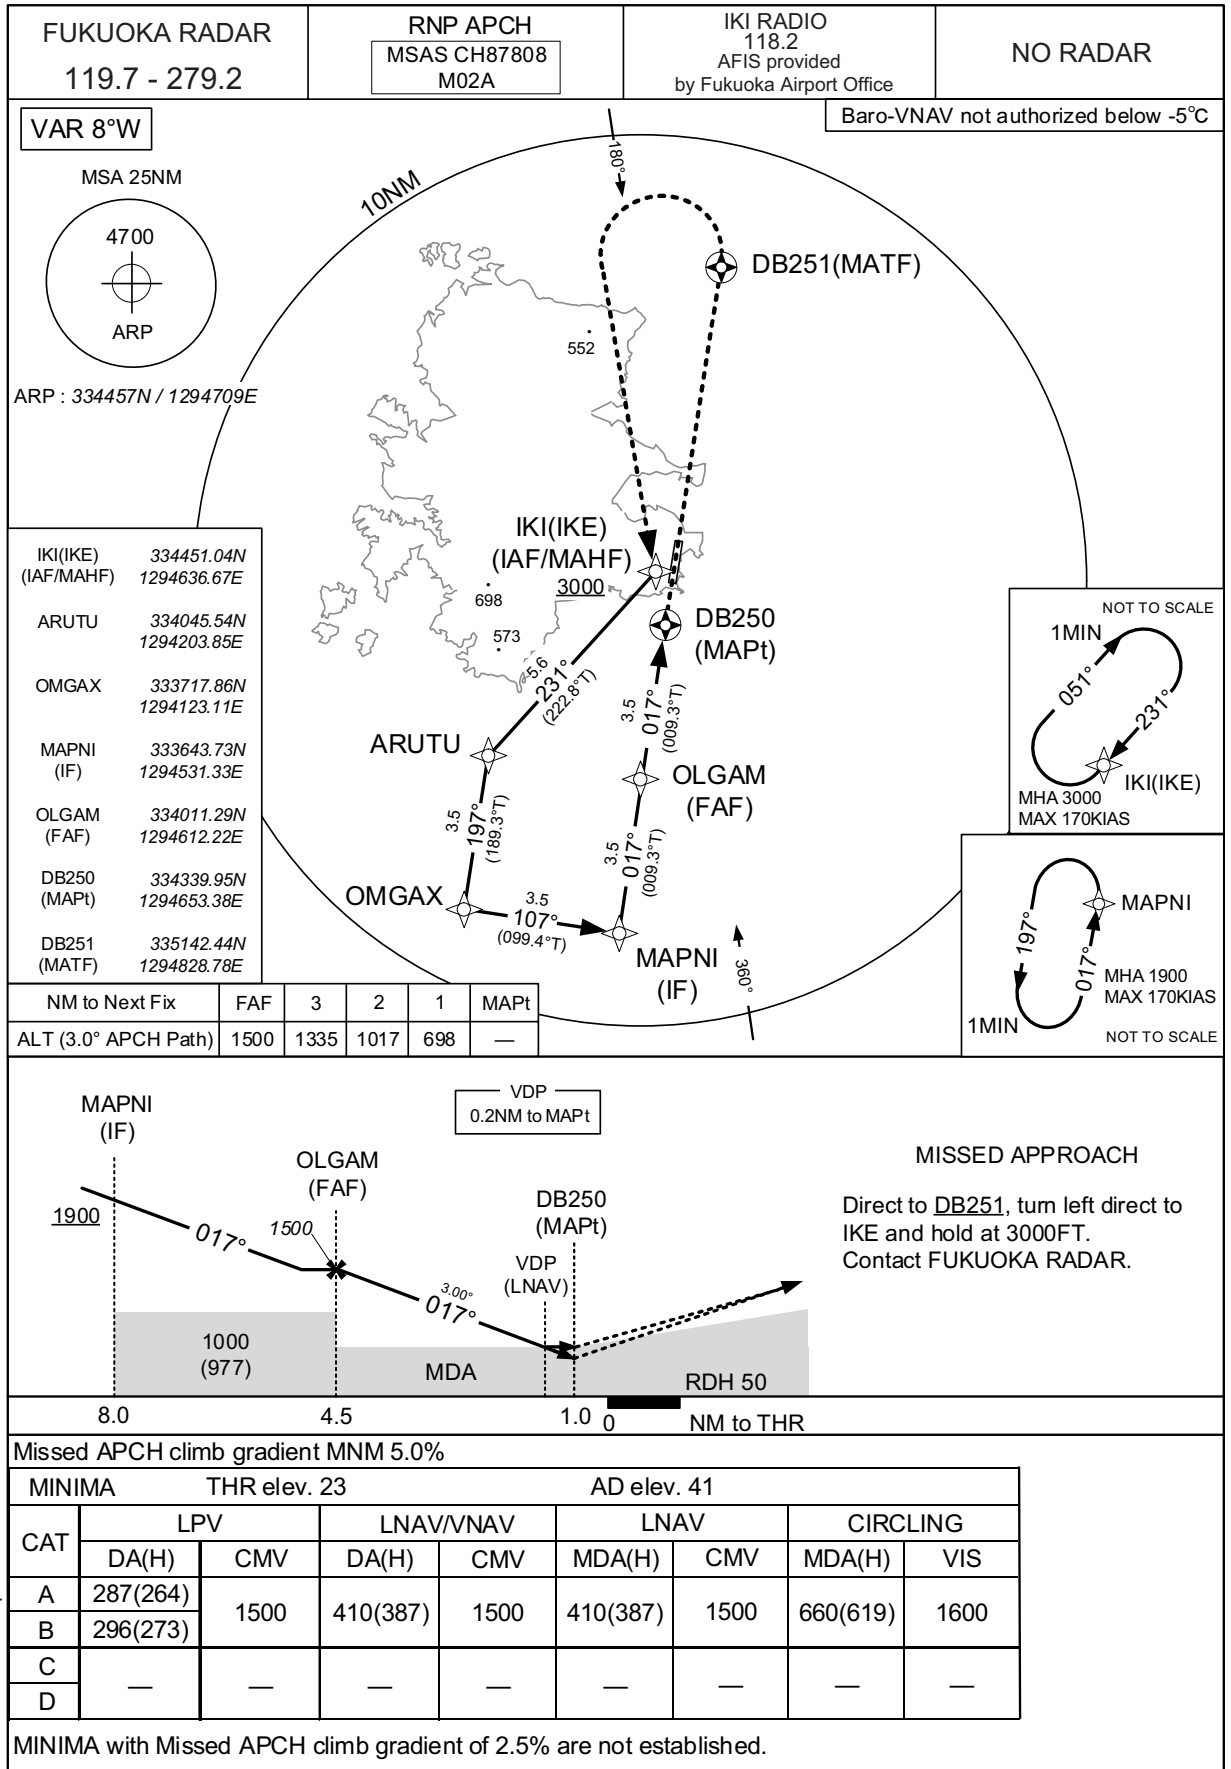 FUKUOKA RADAR
119.7 - 279.2
RNP APCH
MSAS CH87808
M02A
IKI RADIO
118.2
AFIS provided
by Fukuoka Airport Office
NO RADAR
VAR 8°W
Baro-VNAV not authorized below -5°C
MSA 25NM
4700
ARP
ARP : 334457N / 1294709E
10NM
180°
DB251(MATF)
552
IKI(IKE)
(IAF/MAHF)
3000
698
573
DB250
(MAPt)
5.6
231°
(222.8°T)
3.5
017°
(009.3°T)
ARUTU
OLGAM
(FAF)
3.5
197°
(189.3°T)
3.5
017°
(009.3°T)
OMGAX
3.5
107°
(099.4°T)
MAPNI
(IF)
360°
IKI(IKE) 334451.04N
(IAF/MAHF) 1294636.67E
ARUTU 334045.54N
1294203.85E
OMGAX 333717.86N
1294123.11E
MAPNI 333643.73N
(IF) 1294531.33E
OLGAM 334011.29N
(FAF) 1294612.22E
DB250 334339.95N
(MAPt) 1294653.38E
DB251 335142.44N
(MATF) 1294828.78E
NOT TO SCALE
1MIN
051°
231°
IKI(IKE)
MHA 3000
MAX 170KIAS
MAPNI
197°
017°
MHA 1900
MAX 170KIAS
1MIN
NOT TO SCALE
NM to Next Fix FAF 3 2 1 MAPt
ALT (3.0° APCH Path) 1500 1335 1017 698 —
MAPNI
(IF)
VDP
0.2NM to MAPt
OLGAM
(FAF)
DB250
(MAPt)
1900
017°
1500
VDP
(LNAV)
3.00°
017°
1000
(977)
MDA
RDH 50
MISSED APPROACH
Direct to DB251, turn left direct to
IKE and hold at 3000FT.
Contact FUKUOKA RADAR.
8.0 4.5 1.0 0 NM to THR
Missed APCH climb gradient MNM 5.0%
MINIMA THR elev. 23 AD elev. 41
CAT LPV LNAV/VNAV LNAV CIRCLING
DA(H) CMV DA(H) CMV MDA(H) CMV MDA(H) VIS
A 287(264) 1500 410(387) 1500 410(387) 1500 660(619) 1600
B 296(273)
C — — — — — — — —
D
MINIMA with Missed APCH climb gradient of 2.5% are not established.